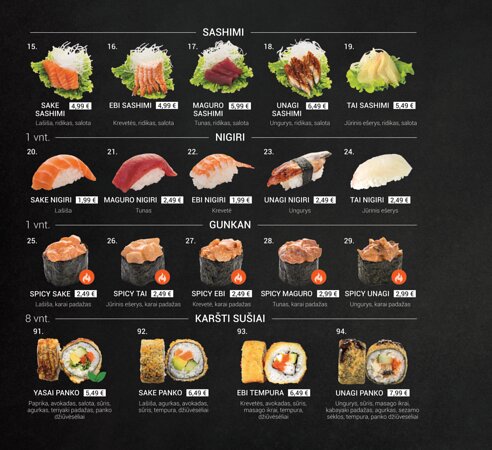 SASHIMI
15. 16. 17. 18. 19.
SAKE SASHIMI 4,99 €
Lašiša, ridikas, salota
EBI SASHIMI 4,99 €
Krevetės, ridikas, salota
MAGURO SASHIMI 5,99 €
Tunas, ridikas, salota
UNAGI SASHIMI 6,49 €
Ungurys, ridikas, salota
TAI SASHIMI 5,49 €
Jūrinis ešerys, ridikas, salota
1 vnt. NIGIRI
20. 21. 22. 23. 24.
SAKE NIGIRI 1,99 €
Lašiša
MAGURO NIGIRI 2,49 €
Tunas
EBI NIGIRI 1,99 €
Krevetė
UNAGI NIGIRI 2,49 €
Ungurys
TAI NIGIRI 2,49 €
Jūrinis ešerys
1 vnt. GUNKAN
25. 26. 27. 28. 29.
SPICY SAKE 2,49 €
Lašiša, karai padažas
SPICY TAI 2,49 €
Jūrinis ešerys, karai padažas
SPICY EBI 2,49 €
Krevetė, karai padažas
SPICY MAGURO 2,99 €
Tunas, karai padažas
SPICY UNAGI 2,99 €
Ungurys, karai padažas
8 vnt. KARŠTI SUŠIAI
91. 92. 93. 94.
YASAI PANKO 5,49 €
Paprika, avokadas, salota, sūris,
agurkas, teriyaki padažas, panko
džiūvėsėliai
SAKE PANKO 6,49 €
Lašiša, agurkas, avokadas,
sūris, tempura, džiūvėsėliai
EBI TEMPURA 6,49 €
Krevetės, avokadas, sūris,
masago ikrai, tempura,
džiūvėsėliai
UNAGI PANKO 7,99 €
Ungurys, sūris, masago ikrai,
kabayaki padažas, agurkas, sezamo
sėklos, tempura, panko džiūvėsėliai